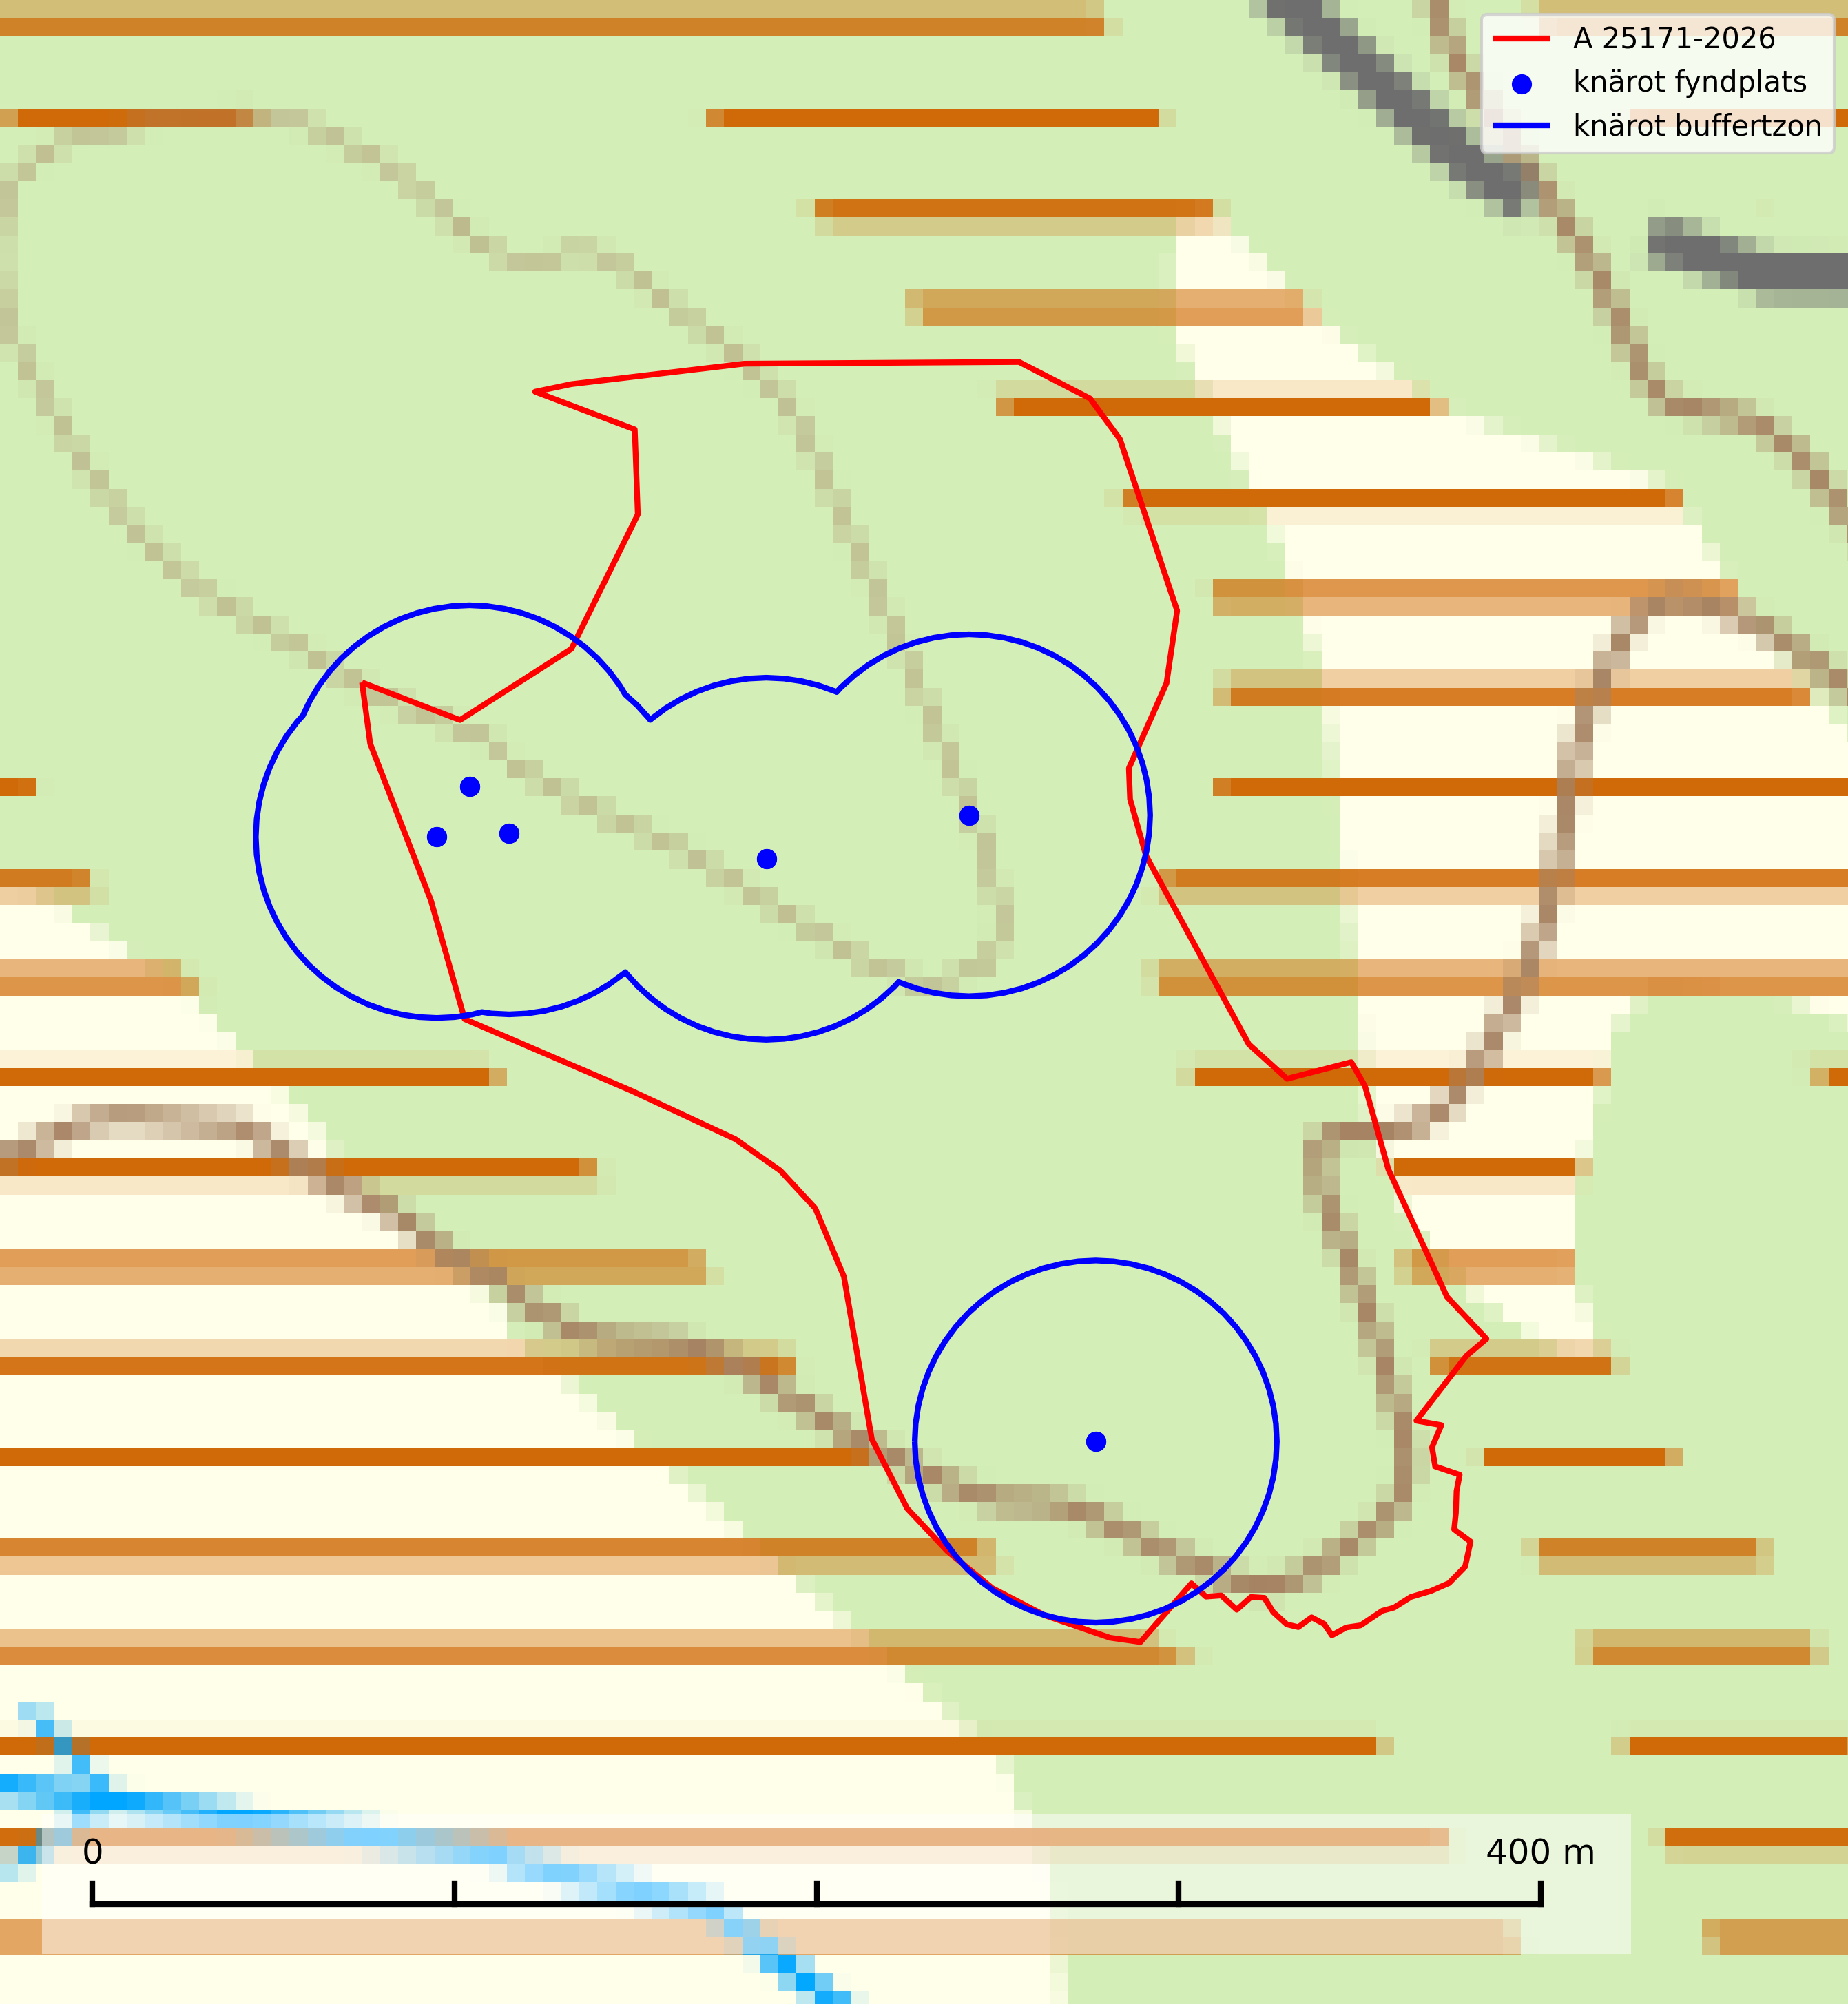 A 25171-2026
knärot fyndplats
knärot buffertzon
0
400 m